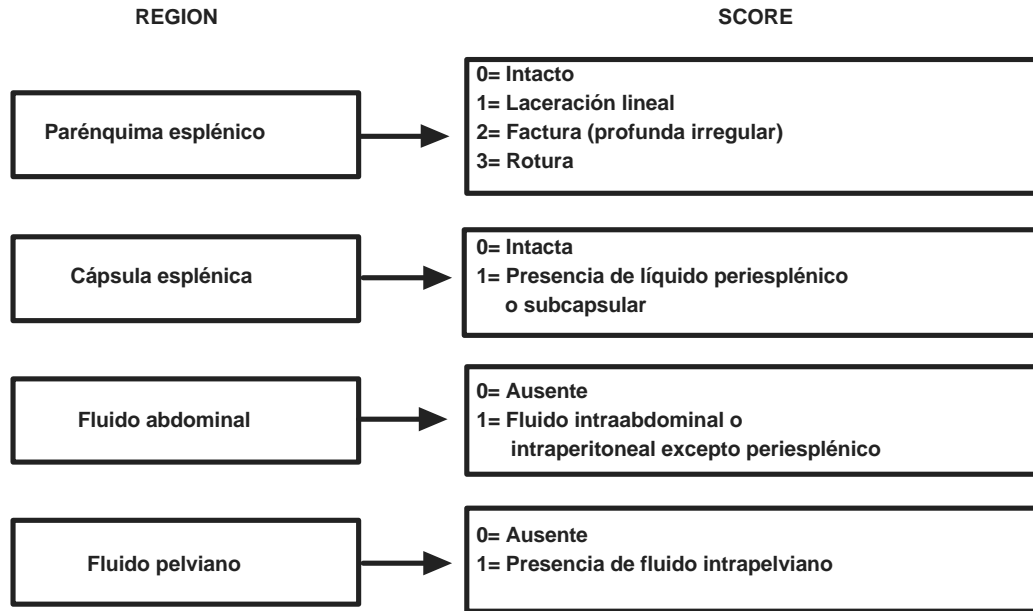 REGION
SCORE
Parénquima esplénico
0= Intacto
1= Laceración lineal
2= Factura (profunda irregular)
3= Rotura
Cápsula esplénica
0= Intacta
1= Presencia de líquido periesplénico
o subcapsular
Fluido abdominal
0= Ausente
1= Fluido intraabdominal o
intraperitoneal excepto periesplénico
Fluido pelviano
0= Ausente
1= Presencia de fluido intrapelviano